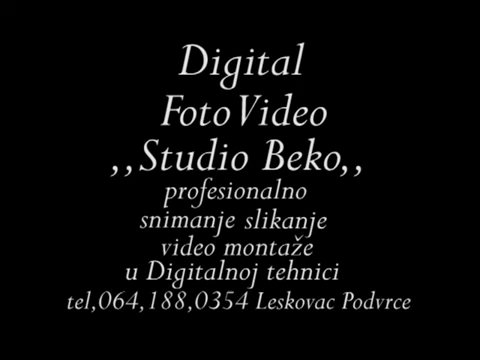 Digital
Foto Video
,,Studio Beko,,
profesionalno
snimanje slikanje
video montaže
u Digitalnoj tehnici
tel,064,188,0354 Leskovac Podvrce